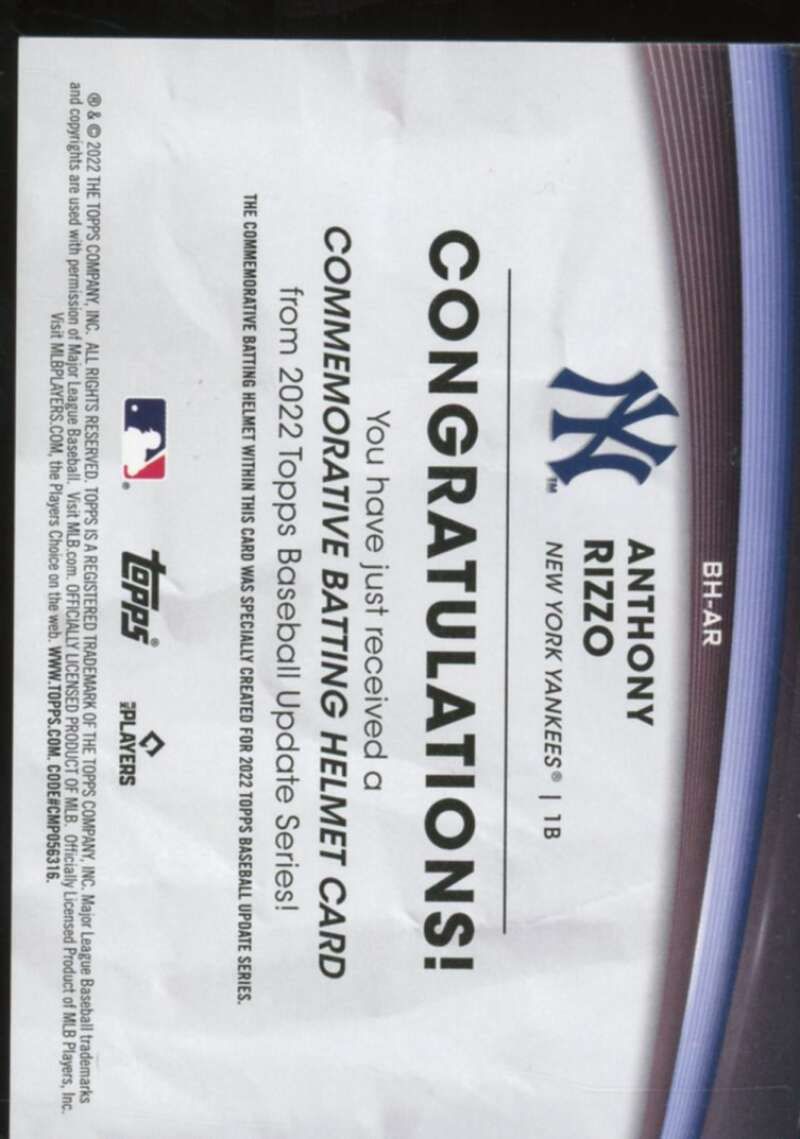 BH-AR
ANTHONY
RIZZO
NEW YORK YANKEES® | 1B
NY™
CONGRATULATIONS!
You have just received a
COMMEMORATIVE BATTING HELMET CARD
from 2022 Topps Baseball Update Series!
THE COMMEMORATIVE BATTING HELMET WITHIN THIS CARD WAS SPECIALLY CREATED FOR 2022 TOPPS BASEBALL UPDATE SERIES.
®
topps®
PLAYERS
® & © 2022 THE TOPPS COMPANY, INC. ALL RIGHTS RESERVED. TOPPS IS A REGISTERED TRADEMARK OF THE TOPPS COMPANY, INC. Major League Baseball trademarks
and copyrights are used with permission of Major League Baseball. Visit MLB.com. OFFICIALLY LICENSED PRODUCT OF MLB. Officially Licensed Product of MLB Players, Inc.
Visit MLBPLAYERS.COM, the Players Choice on the web. WWW.TOPPS.COM. CODE#CMP056316.